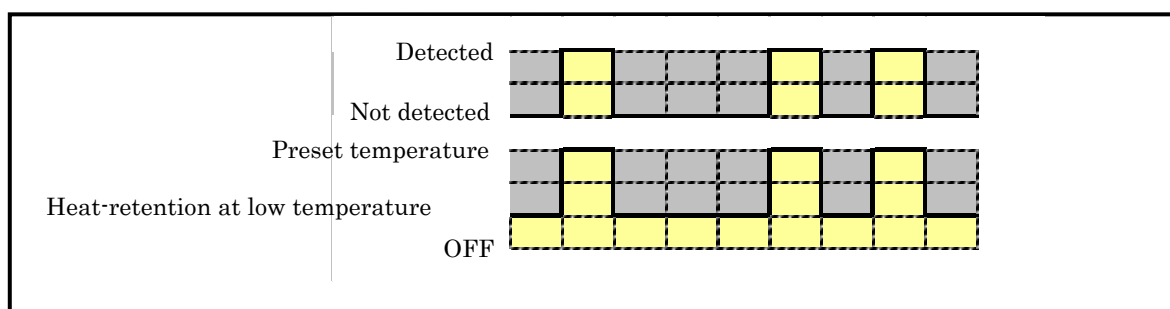 Detected
Not detected
Preset temperature
Heat-retention at low temperature
OFF